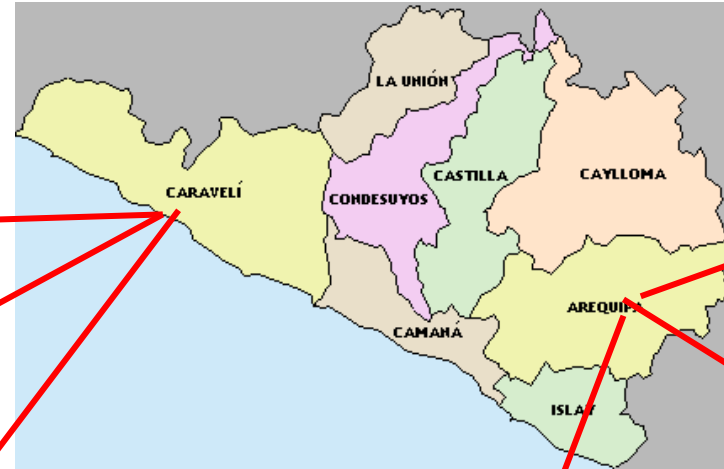 LA UNIÓN
CARAVELÍ
CONDESUYOS
CASTILLA
CAYLLOMA
CAMANÁ
AREQUIPA
ISLAY